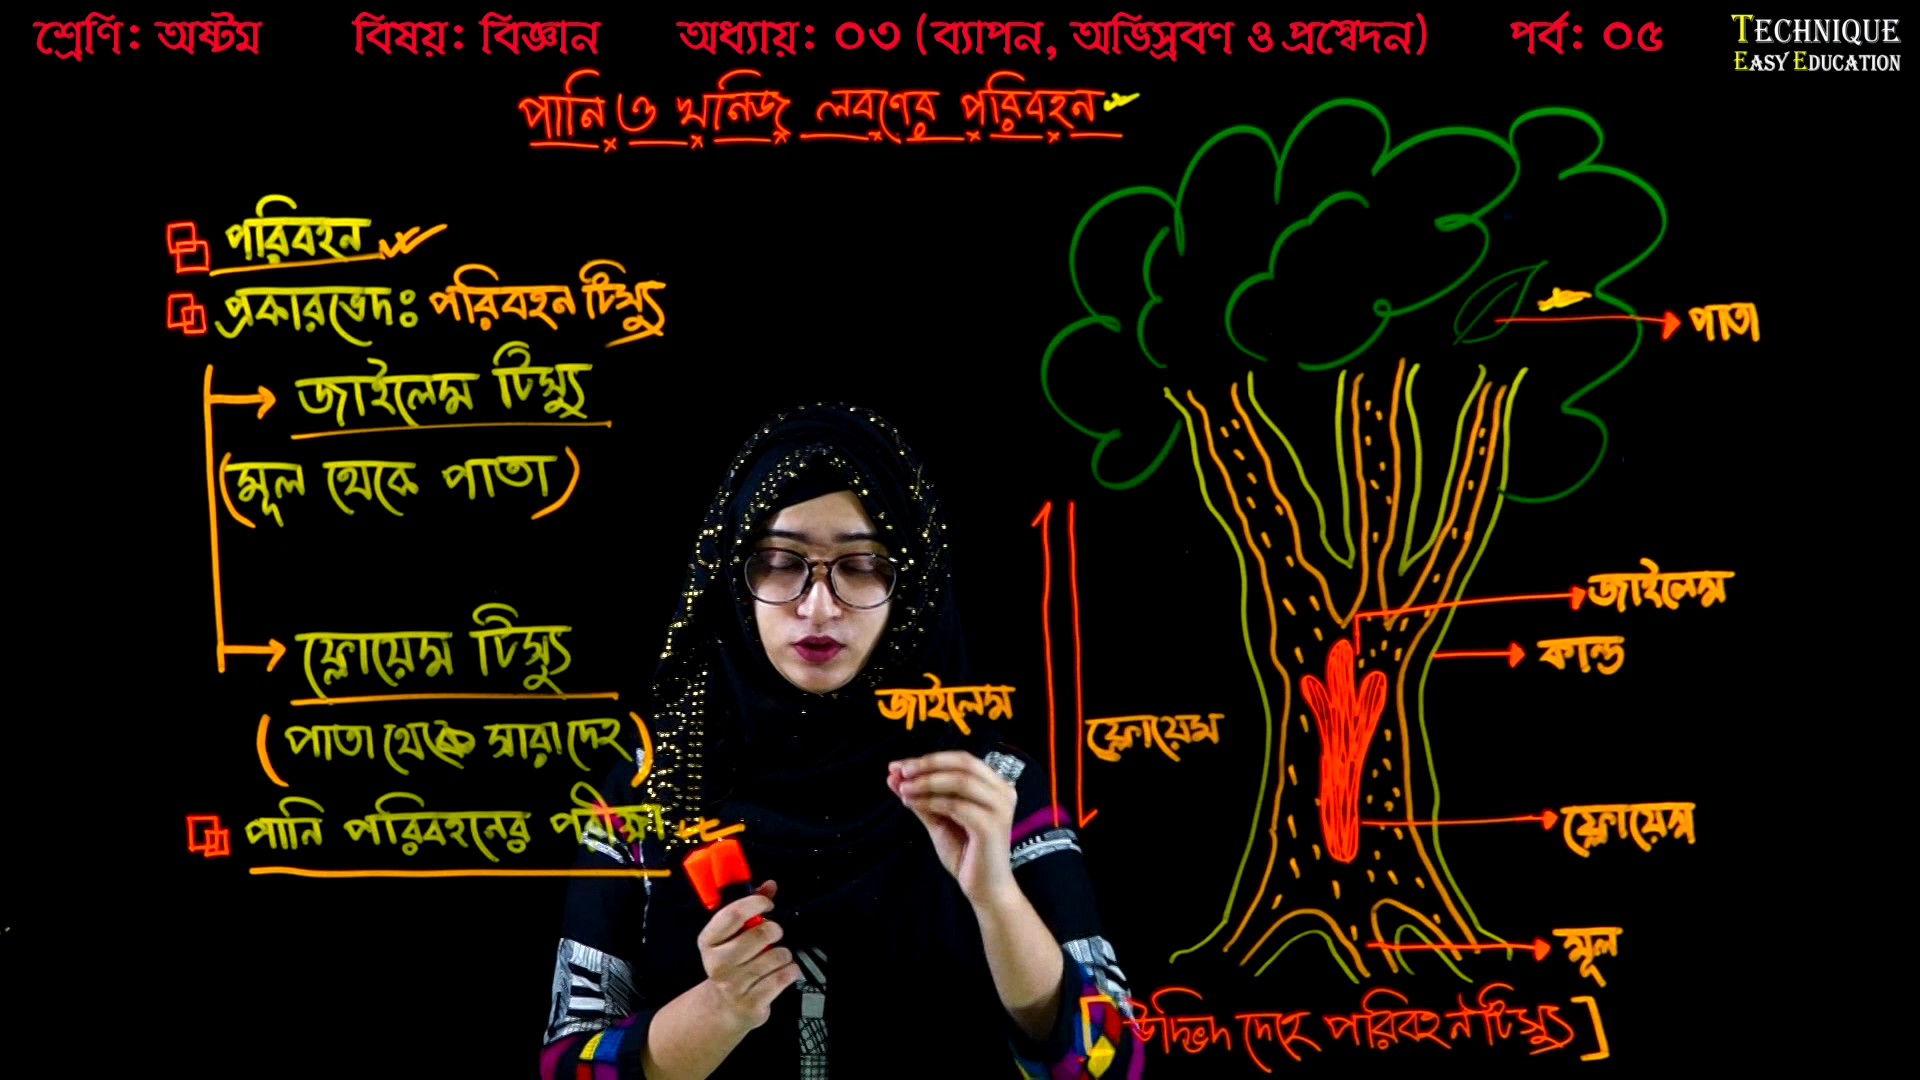 শ্রেণি: অষ্টম বিষয়: বিজ্ঞান অধ্যায়: ০৩ (ব্যাপন, অভিস্রবণ ও প্রস্বেদন) পর্ব: ০৫
TECHNIQUE
EASY EDUCATION
পানি ও খনিজ লবণের পরিবহন
পরিবহন
প্রকারভেদঃ পরিবহন টিস্যু
জাইলেম টিস্যু
(মূল থেকে পাতা)
ফ্লোয়েম টিস্যু
(পাতা থেকে সারাদেহ)
পানি পরিবহনের পরীক্ষা
জাইলেম
ফ্লোয়েম
পাতা
জাইলেম
কান্ড
ফ্লোয়েম
মূল
[উদ্ভিদ দেহে পরিবহন টিস্যু]